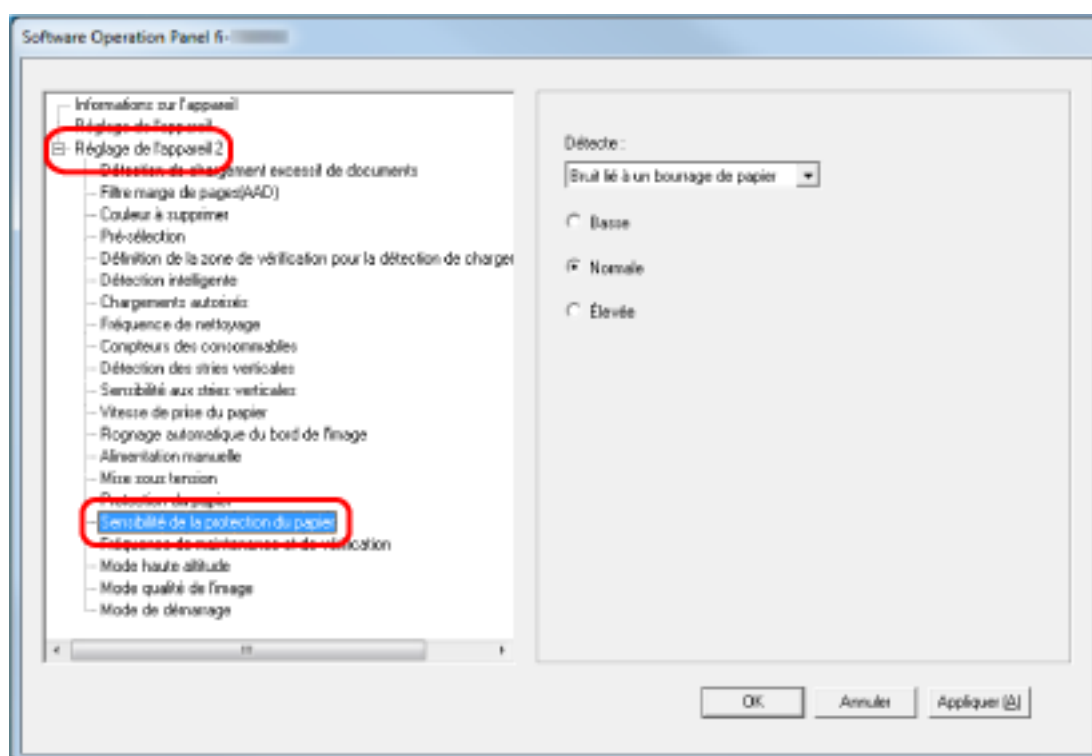 Software Operation Panel fi-
Informations sur l'appareil
Réglage de l'appareil
Réglage de l'appareil 2
Détection de chargement excessif de documents
Filtre marge de pages(AAD)
Couleur à supprimer
Pré-sélection
Définition de la zone de vérification pour la détection de charger
Détection intelligente
Chargements autorisés
Fréquence de nettoyage
Compteurs des consommables
Détection des stries verticales
Sensibilité aux stries verticales
Vitesse de prise du papier
Rognage automatique du bord de l'image
Alimentation manuelle
Mise sous tension
Protection du papier
Sensibilité de la protection du papier
Fréquence de maintenance et de vérification
Mode haute altitude
Mode qualité de l'image
Mode de démarrage
Détecte :
Bruit lié à un bourrage de papier
Basse
Normale
Élevée
OK
Annuler
Appliquer (A)